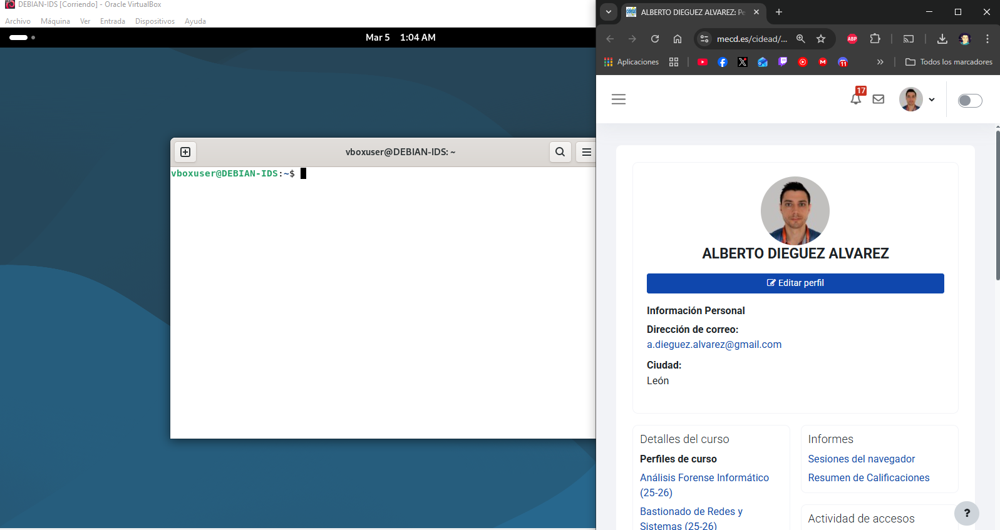 DEBIAN-IDS [Corriendo] - Oracle VirtualBox
Archivo Máquina Ver Entrada Dispositivos Ayuda
Mar 5 1:04 AM
vboxuser@DEBIAN-IDS: ~
vboxuser@DEBIAN-IDS:~$
ALBERTO DIEGUEZ ALVAREZ: Pe
mecd.es/cidead/...
ABP
Aplicaciones
11
Todos los marcadores
17
ALBERTO DIEGUEZ ALVAREZ
Editar perfil
Información Personal
Dirección de correo:
a.dieguez.alvarez@gmail.com
Ciudad:
León
Detalles del curso
Perfiles de curso
Análisis Forense Informático
(25-26)
Bastionado de Redes y
Sistemas (25-26)
Informes
Sesiones del navegador
Resumen de Calificaciones
Actividad de accesos
?